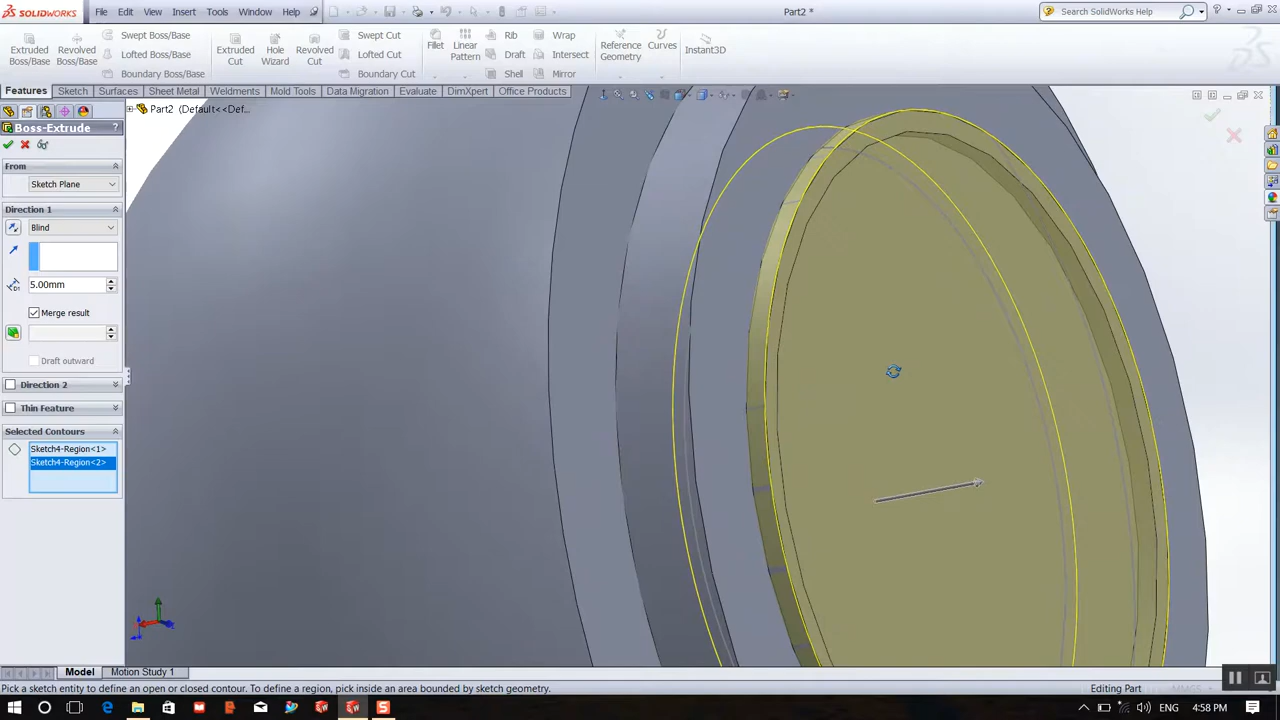 SOLIDWORKS File Edit View Insert Tools Window Help Part2 * Search SolidWorks Help
Extruded Boss/Base
Revolved Boss/Base
Swept Boss/Base
Lofted Boss/Base
Boundary Boss/Base
Extruded Cut
Hole Wizard
Revolved Cut
Swept Cut
Lofted Cut
Boundary Cut
Fillet
Linear Pattern
Rib
Draft
Shell
Wrap
Intersect
Mirror
Reference Geometry
Curves
Instant3D
Features Sketch Surfaces Sheet Metal Weldments Mold Tools Data Migration Evaluate DimXpert Office Products
Part2 (Default<<Def...
Boss-Extrude ?
From
Sketch Plane
Direction 1
Blind
5.00mm
Merge result
Draft outward
Direction 2
Thin Feature
Selected Contours
Sketch4-Region<1>
Sketch4-Region<2>
Model Motion Study 1
Pick a sketch entity to define an open or closed contour. To define a region, pick inside an area bounded by sketch geometry. Editing Part MMGS
ENG 4:58 PM